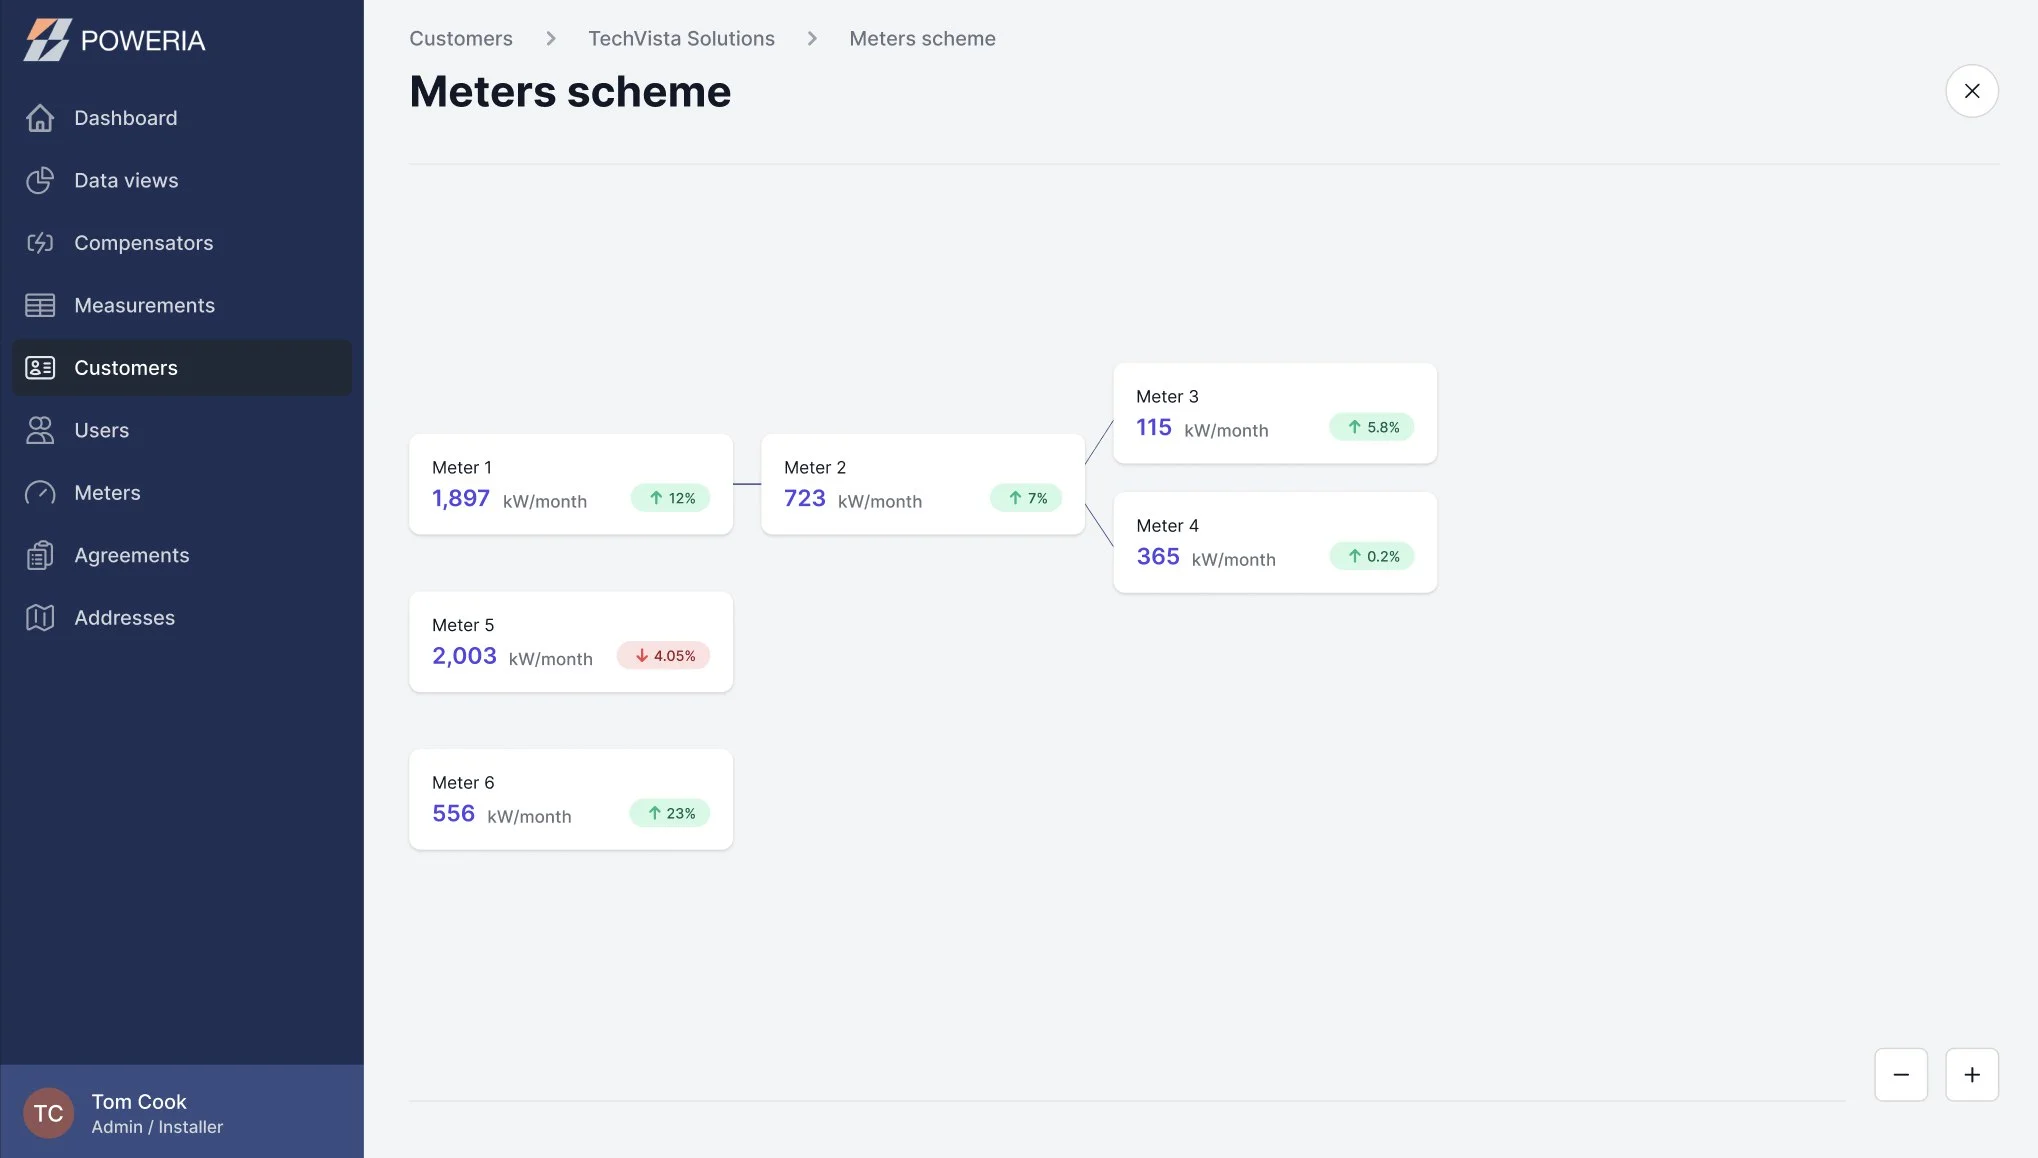 POWERIA
Dashboard
Data views
Compensators
Measurements
Customers
Users
Meters
Agreements
Addresses
TC
Tom Cook
Admin / Installer
Customers > TechVista Solutions > Meters scheme
Meters scheme
Meter 1
1,897 kW/month ↑ 12%
Meter 2
723 kW/month ↑ 7%
Meter 3
115 kW/month ↑ 5.8%
Meter 4
365 kW/month ↑ 0.2%
Meter 5
2,003 kW/month ↓ 4.05%
Meter 6
556 kW/month ↑ 23%